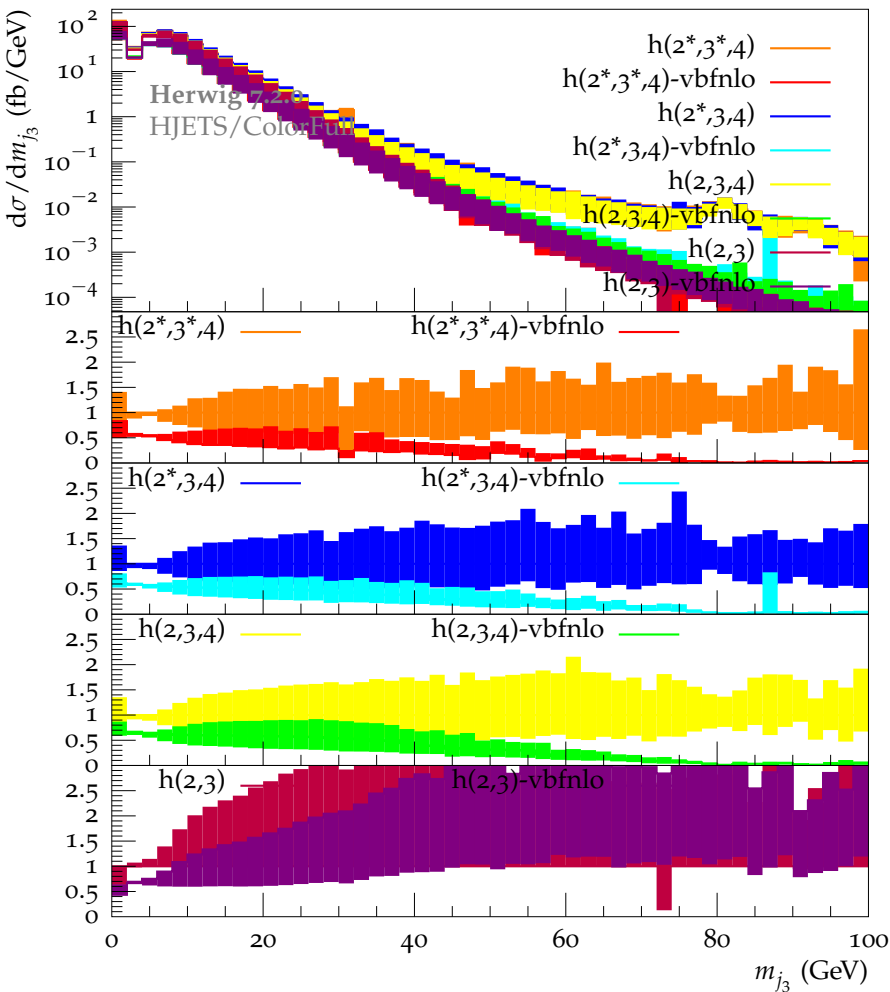 dσ/dm_{j_3} (fb/GeV)
10^2
10^1
1
10^{-1}
10^{-2}
10^{-3}
10^{-4}
Herwig 7.2.0
HJETS/ColorFull
h(2*,3*,4)
h(2*,3*,4)-vbfnlo
h(2*,3,4)
h(2*,3,4)-vbfnlo
h(2,3,4)
h(2,3,4)-vbfnlo
h(2,3)
h(2,3)-vbfnlo
h(2*,3*,4) h(2*,3*,4)-vbfnlo
2.5
2
1.5
1
0.5
0
h(2*,3,4) h(2*,3,4)-vbfnlo
2.5
2
1.5
1
0.5
0
h(2,3,4) h(2,3,4)-vbfnlo
2.5
2
1.5
1
0.5
0
h(2,3) h(2,3)-vbfnlo
2.5
2
1.5
1
0.5
0
0 20 40 60 80 100
m_{j_3} (GeV)